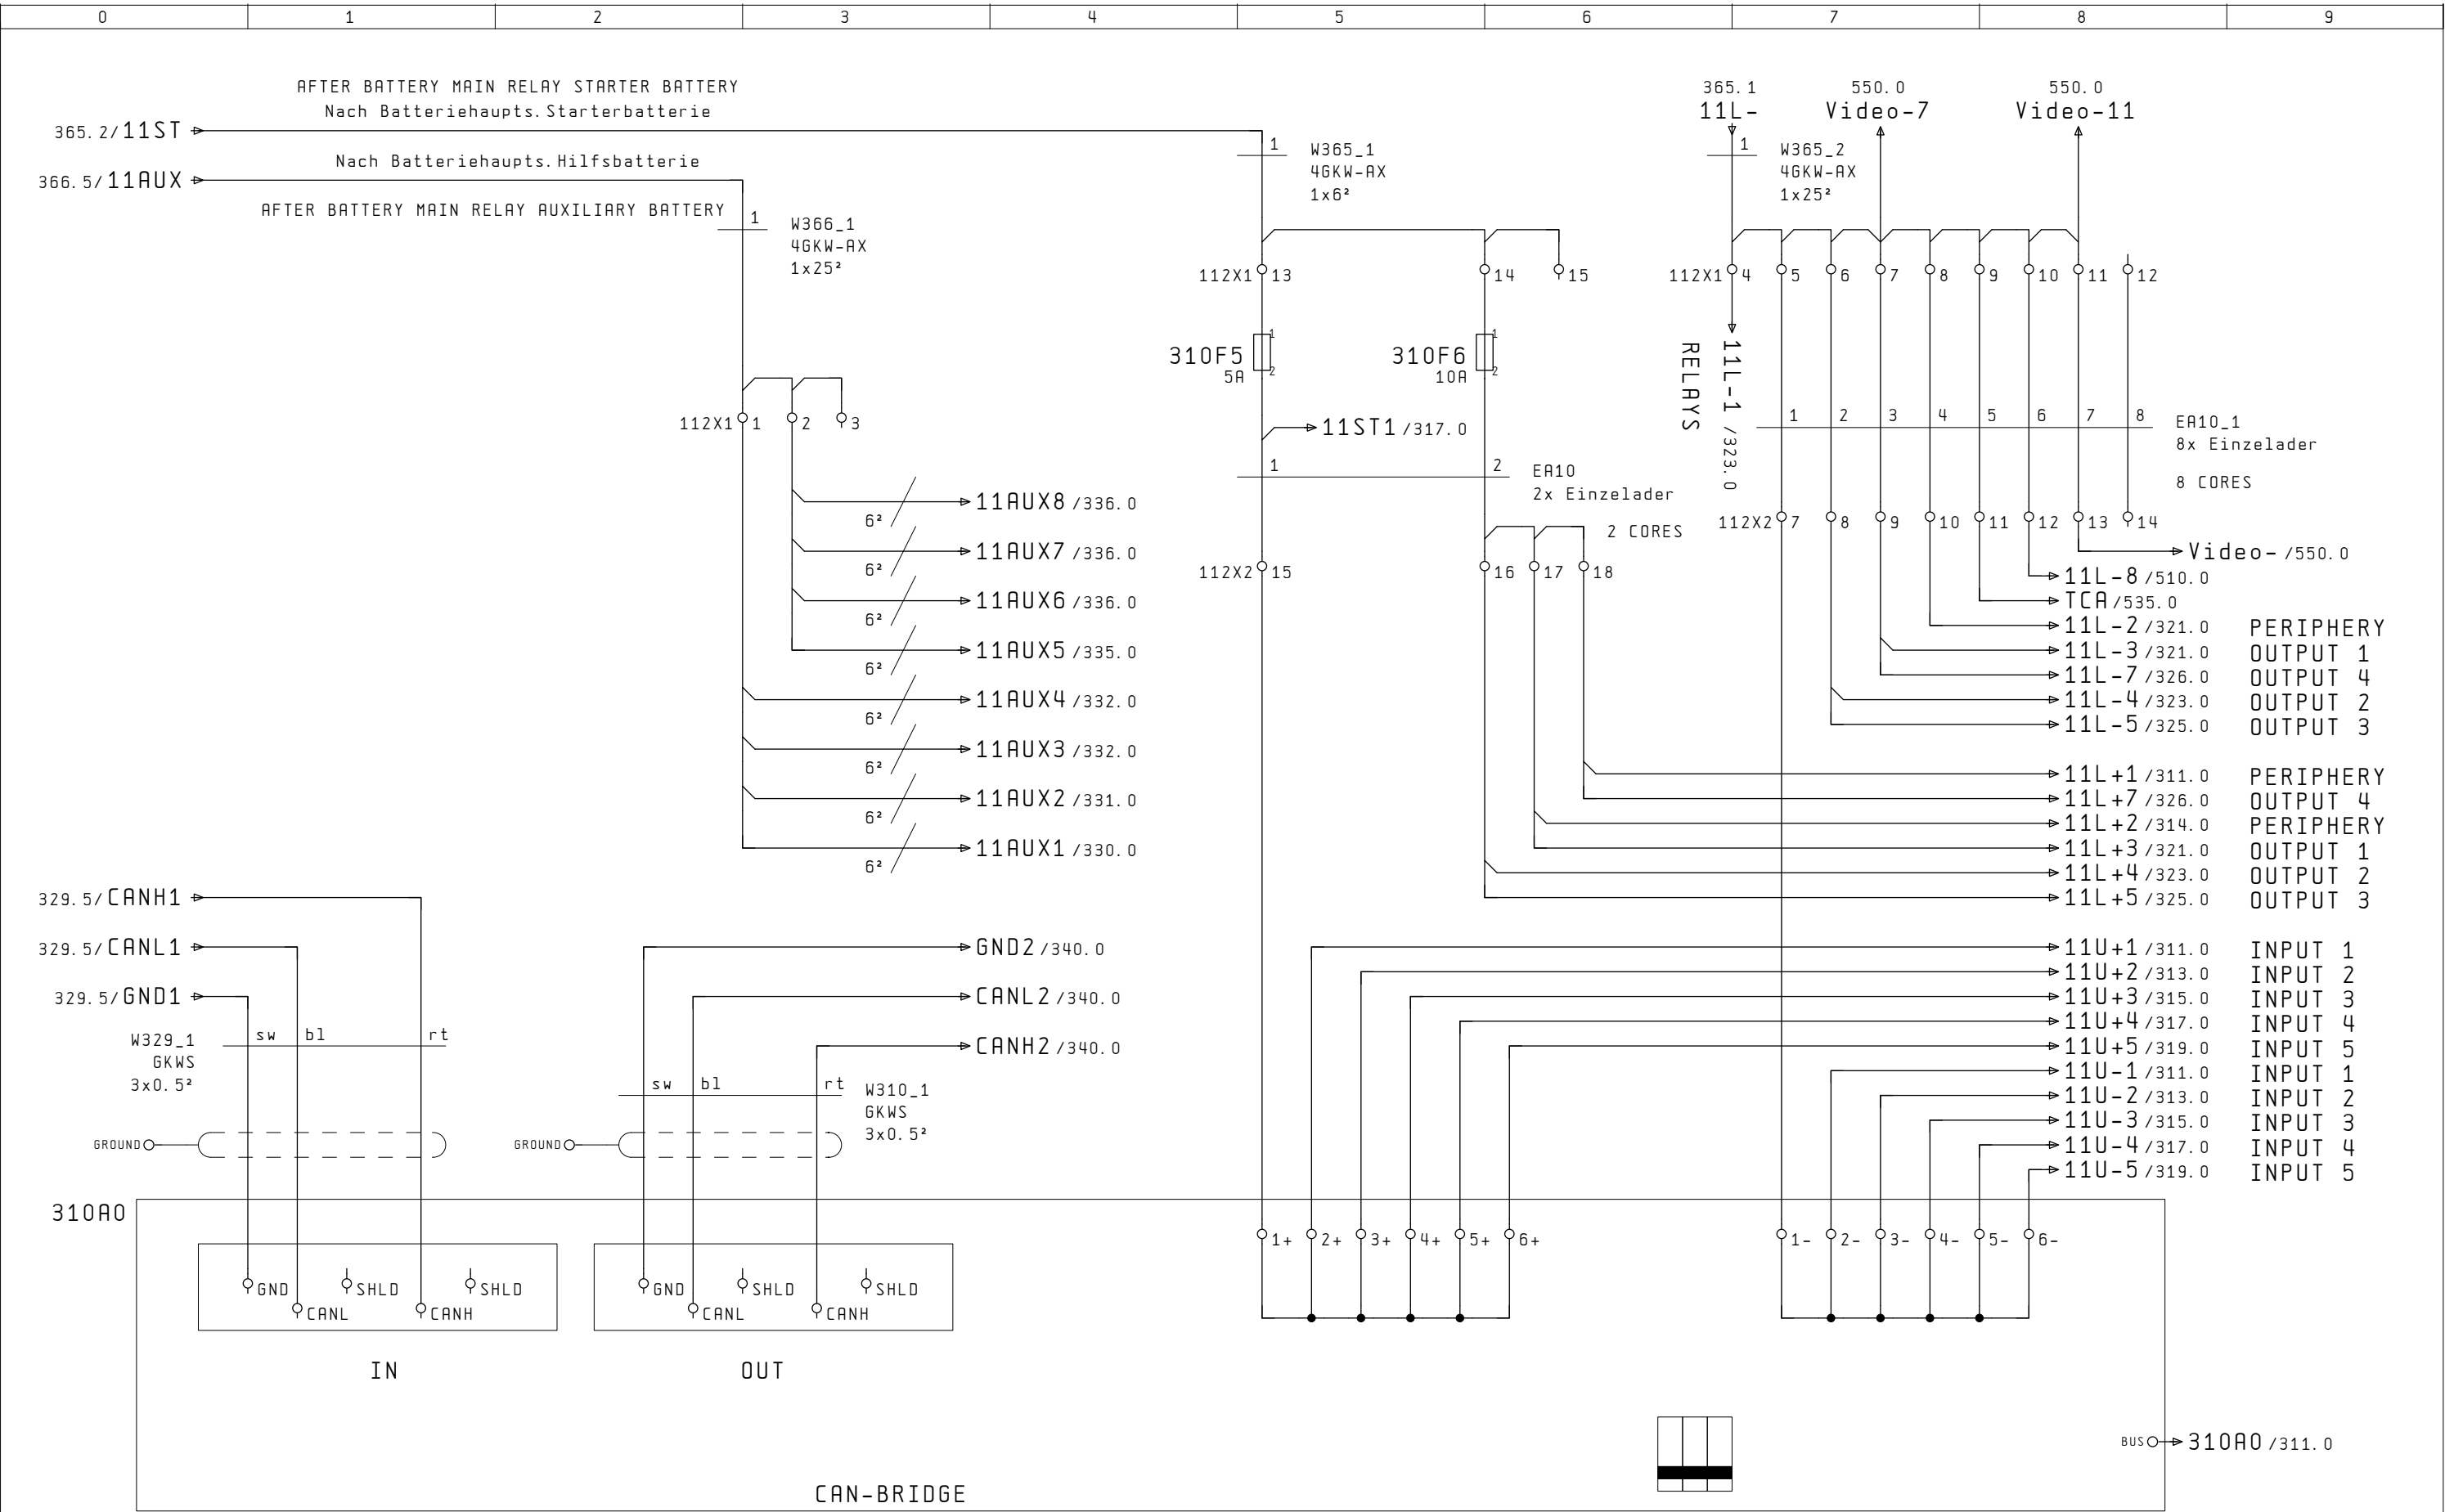 0 1 2 3 4 5 6 7 8 9
AFTER BATTERY MAIN RELAY STARTER BATTERY
Nach Batteriehaupts.Starterbatterie
365.2/11ST
Nach Batteriehaupts.Hilfsbatterie
366.5/11AUX
AFTER BATTERY MAIN RELAY AUXILIARY BATTERY
1
W366_1
4GKW-AX
1x25²
112X1 1 2 3
6² 11AUX8/336.0
6² 11AUX7/336.0
6² 11AUX6/336.0
6² 11AUX5/335.0
6² 11AUX4/332.0
6² 11AUX3/332.0
6² 11AUX2/331.0
6² 11AUX1/330.0
1
W365_1
4GKW-AX
1x6²
112X1 13 14 15
310F5
5A
1
2
310F6
10A
1
2
11ST1/317.0
1 2
EA10
2x Einzelader
2 CORES
112X2 15 16 17 18
365.1
11L-
550.0
Video-7
550.0
Video-11
1
W365_2
4GKW-AX
1x25²
112X1 4 5 6 7 8 9 10 11 12
11L-1/323.0
RELAYS
1 2 3 4 5 6 7 8
EA10_1
8x Einzelader
8 CORES
112X2 7 8 9 10 11 12 13 14
Video-/550.0
11L-8/510.0
TCA/535.0
11L-2/321.0 PERIPHERY
11L-3/321.0 OUTPUT 1
11L-7/326.0 OUTPUT 4
11L-4/323.0 OUTPUT 2
11L-5/325.0 OUTPUT 3
11L+1/311.0 PERIPHERY
11L+7/326.0 OUTPUT 4
11L+2/314.0 PERIPHERY
11L+3/321.0 OUTPUT 1
11L+4/323.0 OUTPUT 2
11L+5/325.0 OUTPUT 3
11U+1/311.0 INPUT 1
11U+2/313.0 INPUT 2
11U+3/315.0 INPUT 3
11U+4/317.0 INPUT 4
11U+5/319.0 INPUT 5
11U-1/311.0 INPUT 1
11U-2/313.0 INPUT 2
11U-3/315.0 INPUT 3
11U-4/317.0 INPUT 4
11U-5/319.0 INPUT 5
329.5/CANH1
329.5/CANL1
329.5/GND1
W329_1
GKWS
3x0.5²
sw bl rt
GROUND
GND2/340.0
CANL2/340.0
CANH2/340.0
sw bl rt
W310_1
GKWS
3x0.5²
GROUND
310A0
GND SHLD SHLD
CANL CANH
IN
GND SHLD SHLD
CANL CANH
OUT
1+ 2+ 3+ 4+ 5+ 6+
1- 2- 3- 4- 5- 6-
BUS 310A0/311.0
CAN-BRIDGE